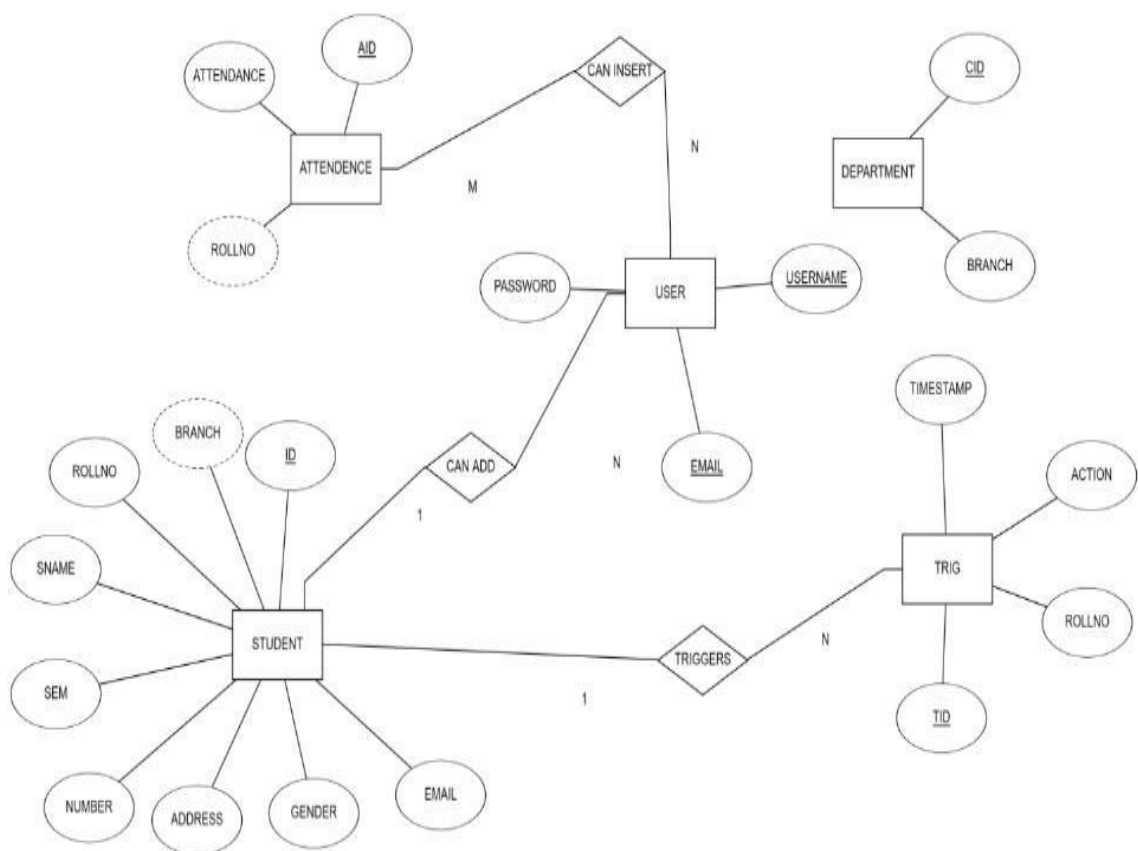 AID
CAN INSERT
ATTENDANCE
CID
ATTENDENCE
N
M
DEPARTMENT
ROLLNO
BRANCH
PASSWORD
USER
USERNAME
TIMESTAMP
BRANCH
ID
ROLLNO
CAN ADD
N
EMAIL
ACTION
1
SNAME
TRIG
STUDENT
ROLLNO
TRIGGERS
N
SEM
1
TID
NUMBER
ADDRESS
GENDER
EMAIL